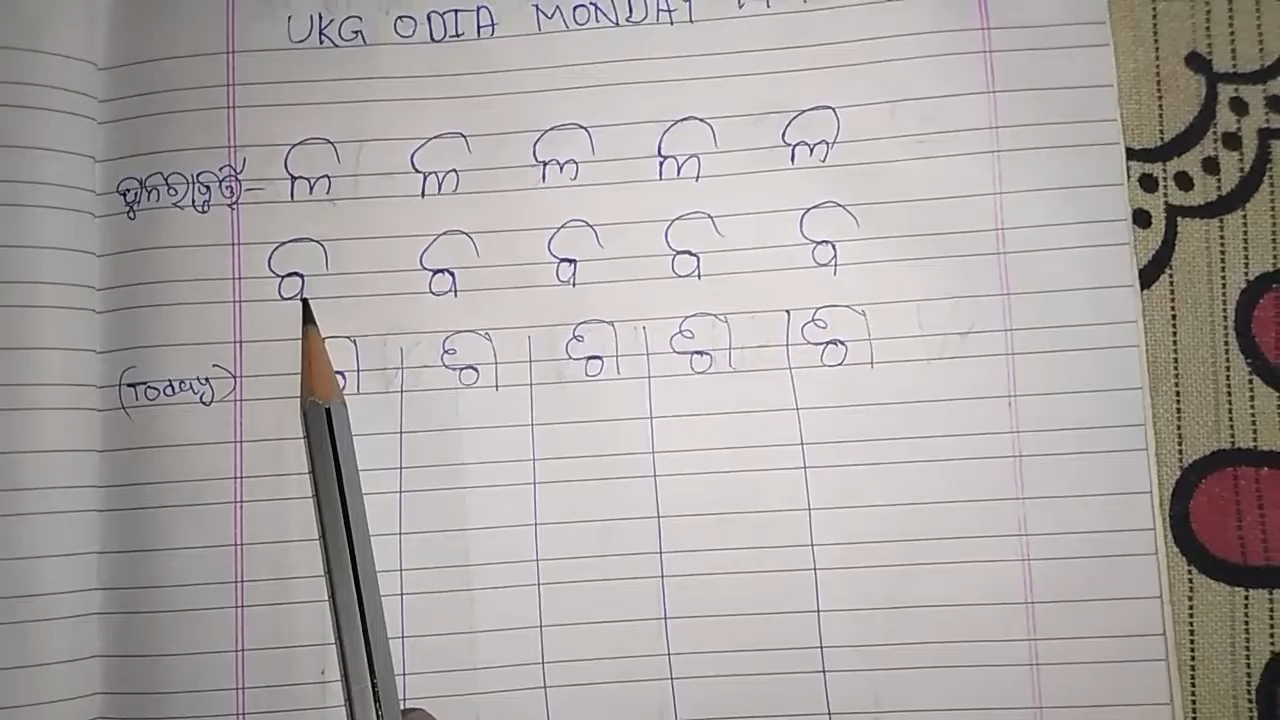 UKG ODIA MONDAY
ପୁନରାବୃତ୍ତି – ଔ ଔ ଔ ଔ ଔ
କ କ କ କ କ
(Today) ଖ ଖ ଖ ଖ ଖ